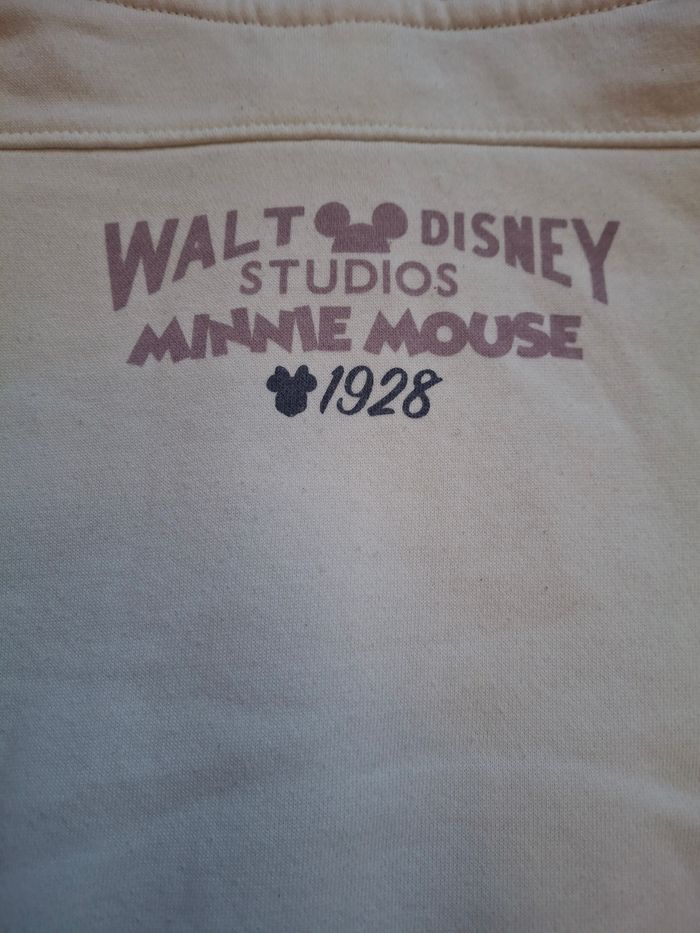 WALT DISNEY
STUDIOS
MINNIE MOUSE
1928